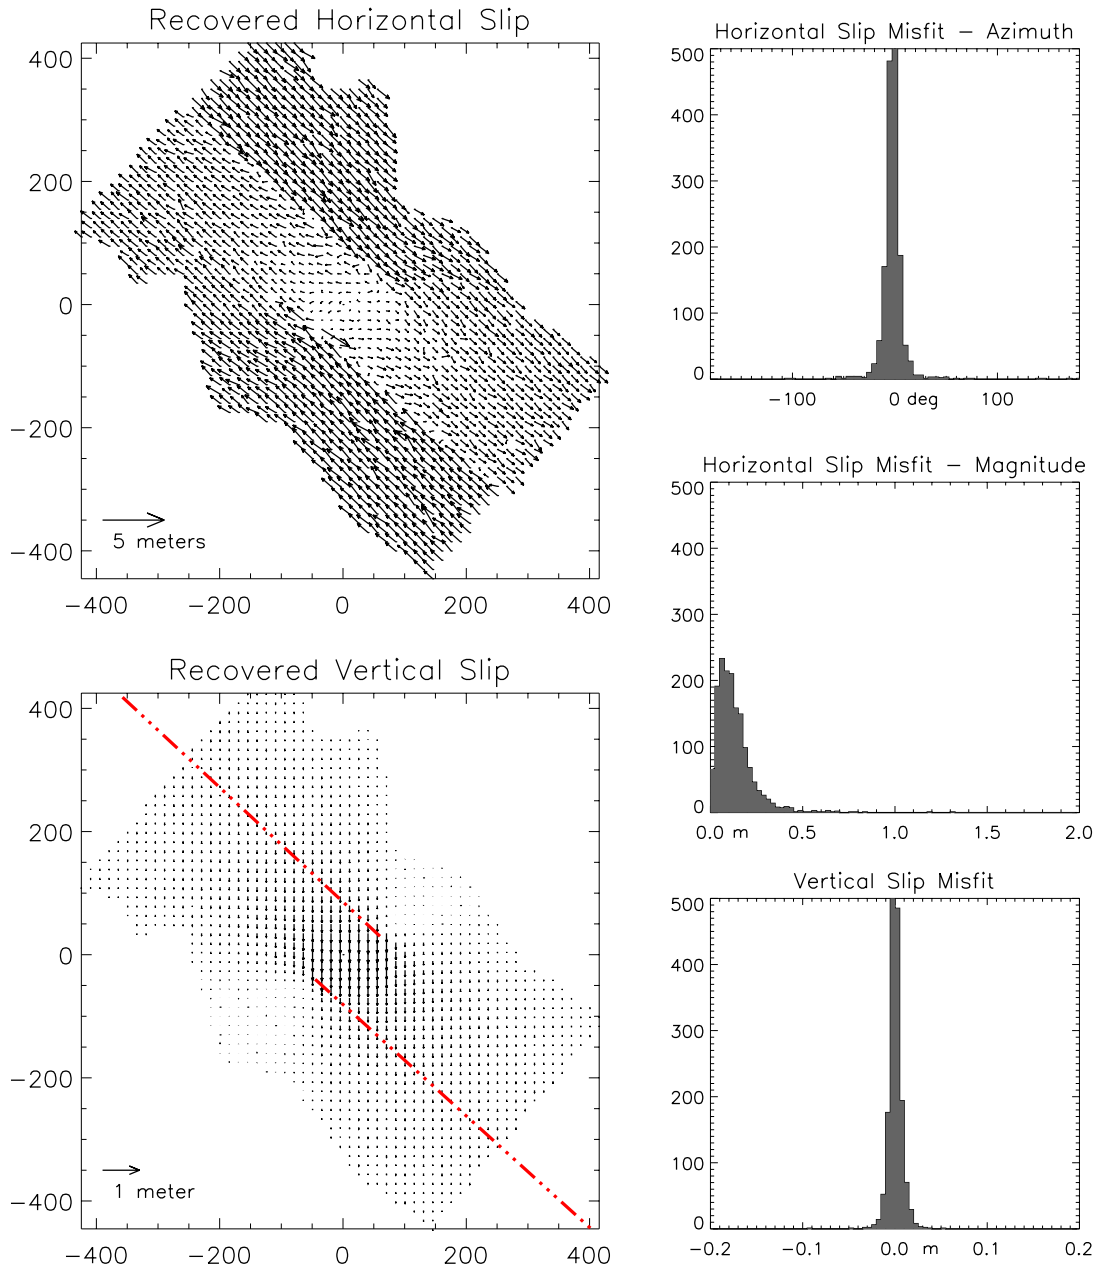 Recovered Horizontal Slip
400
200
0
−200
−400
5 meters
−400 −200 0 200 400
Recovered Vertical Slip
400
200
0
−200
−400
1 meter
−400 −200 0 200 400
Horizontal Slip Misfit − Azimuth
500
400
300
200
100
0
−100 0 deg 100
Horizontal Slip Misfit − Magnitude
500
400
300
200
100
0
0.0 m 0.5 1.0 1.5 2.0
Vertical Slip Misfit
500
400
300
200
100
0
−0.2 −0.1 0.0 m 0.1 0.2